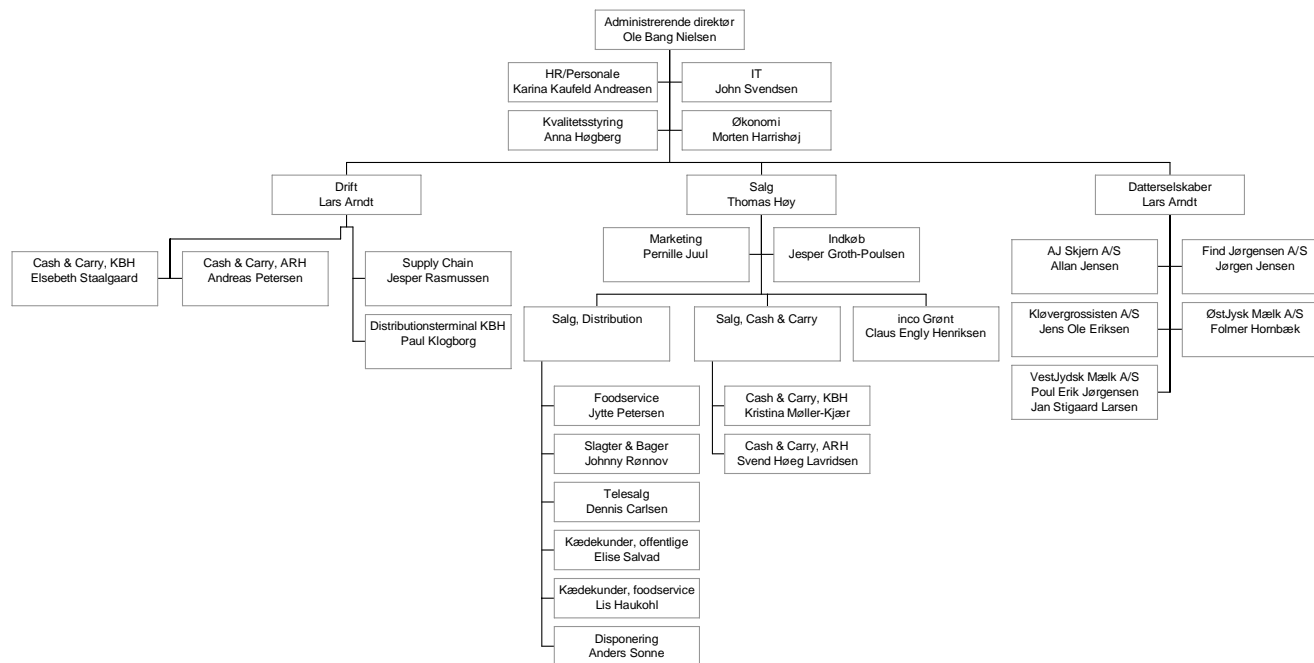 Administrerende direktør
Ole Bang Nielsen
HR/Personale
Karina Kaufeld Andreasen
IT
John Svendsen
Kvalitetsstyring
Anna Høgberg
Økonomi
Morten Harrishøj
Drift
Lars Arndt
Salg
Thomas Høy
Datterselskaber
Lars Arndt
Cash & Carry, KBH
Elsebeth Staalgaard
Cash & Carry, ARH
Andreas Petersen
Supply Chain
Jesper Rasmussen
Distributionsterminal KBH
Paul Klogborg
Marketing
Pernille Juul
Indkøb
Jesper Groth-Poulsen
Salg, Distribution
Salg, Cash & Carry
inco Grønt
Claus Engly Henriksen
Foodservice
Jytte Petersen
Slagter & Bager
Johnny Rønnov
Telesalg
Dennis Carlsen
Kædekunder, offentlige
Elise Salvad
Kædekunder, foodservice
Lis Haukohl
Disponering
Anders Sonne
Cash & Carry, KBH
Kristina Møller-Kjær
Cash & Carry, ARH
Svend Høeg Lavridsen
AJ Skjern A/S
Allan Jensen
Find Jørgensen A/S
Jørgen Jensen
Kløvergrossisten A/S
Jens Ole Eriksen
ØstJysk Mælk A/S
Folmer Hornbæk
VestJydsk Mælk A/S
Poul Erik Jørgensen
Jan Stigaard Larsen